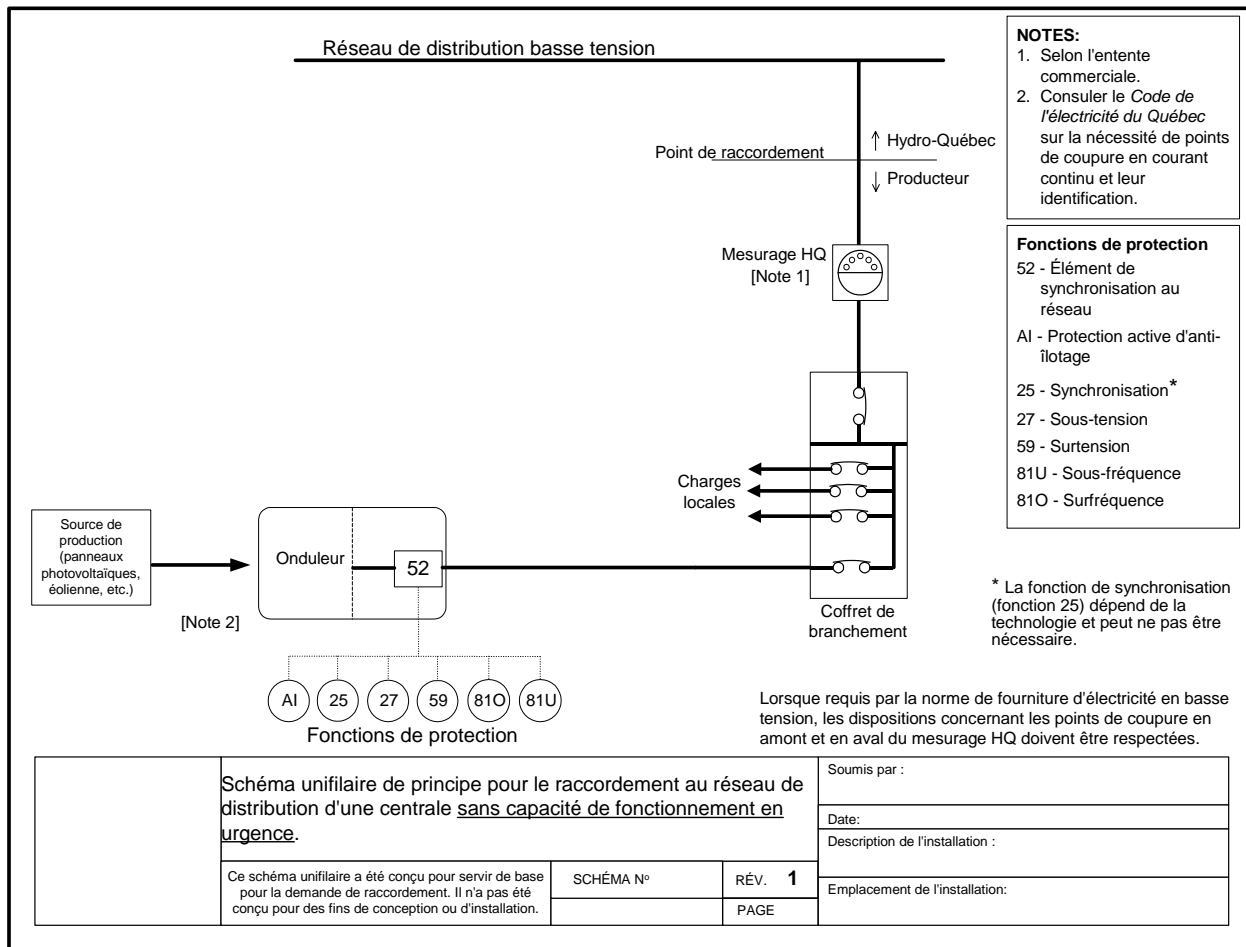 Réseau de distribution basse tension
Point de raccordement
↑ Hydro-Québec
↓ Producteur
Mesurage HQ
[Note 1]
Charges
locales
Source de
production
(panneaux
photovoltaïques,
éolienne, etc.)
[Note 2]
Onduleur
52
Coffret de
branchement
AI
25
27
59
81O
81U
Fonctions de protection
NOTES:
1. Selon l'entente
commerciale.
2. Consuler le Code de
l'électricité du Québec
sur la nécessité de points
de coupure en courant
continu et leur
identification.
Fonctions de protection
52 - Élément de
synchronisation au
réseau
AI - Protection active d'anti-
îlotage
25 - Synchronisation*
27 - Sous-tension
59 - Surtension
81U - Sous-fréquence
81O - Surfréquence
* La fonction de synchronisation
(fonction 25) dépend de la
technologie et peut ne pas être
nécessaire.
Lorsque requis par la norme de fourniture d'électricité en basse
tension, les dispositions concernant les points de coupure en
amont et en aval du mesurage HQ doivent être respectées.
Schéma unifilaire de principe pour le raccordement au réseau de
distribution d'une centrale sans capacité de fonctionnement en
urgence.
Ce schéma unifilaire a été conçu pour servir de base
pour la demande de raccordement. Il n'a pas été
conçu pour des fins de conception ou d'installation.
SCHÉMA Nº
RÉV. 1
PAGE
Soumis par :
Date:
Description de l'installation :
Emplacement de l'installation: